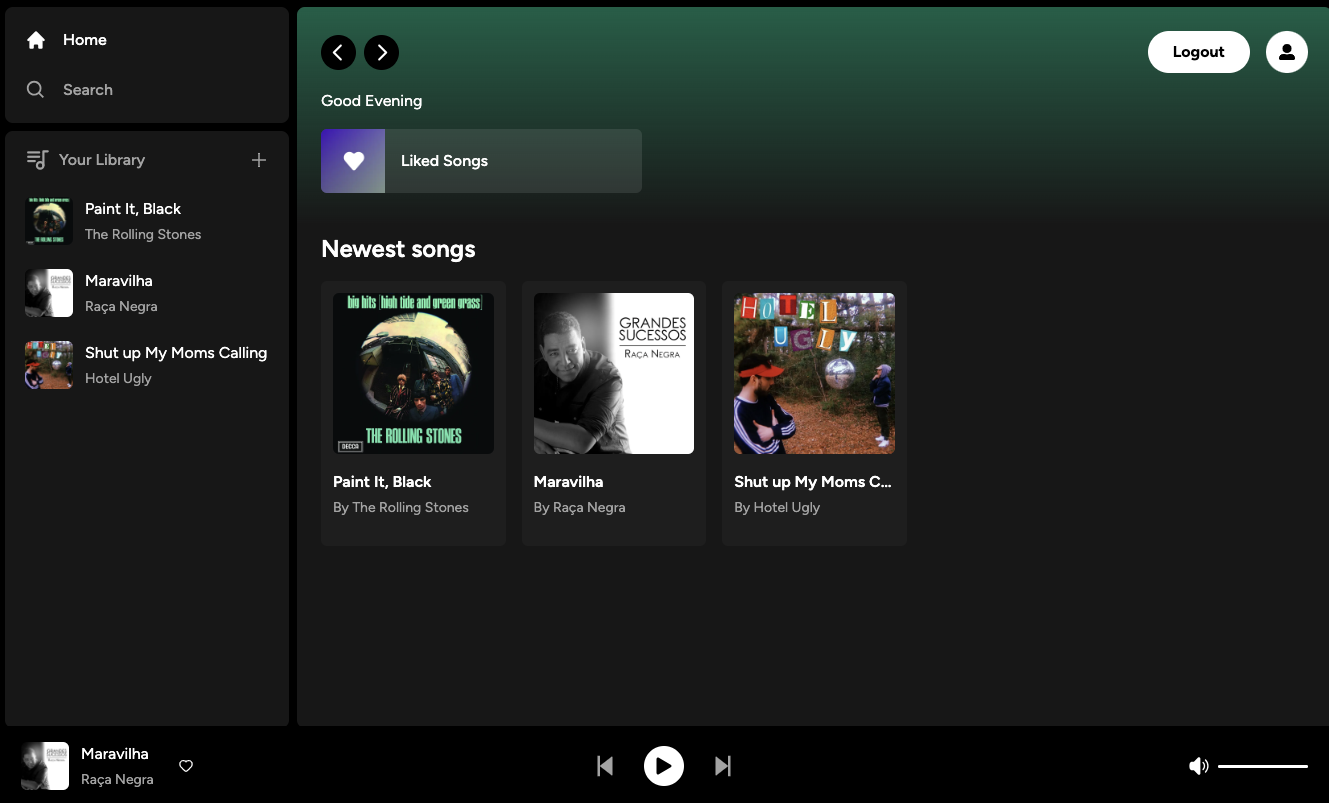 Home
Search
Your Library
Paint It, Black
The Rolling Stones
Maravilha
Raça Negra
Shut up My Moms Calling
Hotel Ugly
Logout
Good Evening
Liked Songs
Newest songs
big hits [high tide and green grass]
THE ROLLING STONES
DECCA
Paint It, Black
By The Rolling Stones
GRANDES
SUCESSOS
RAÇA NEGRA
Maravilha
By Raça Negra
HOTEL
UGLY
Shut up My Moms C...
By Hotel Ugly
Maravilha
Raça Negra